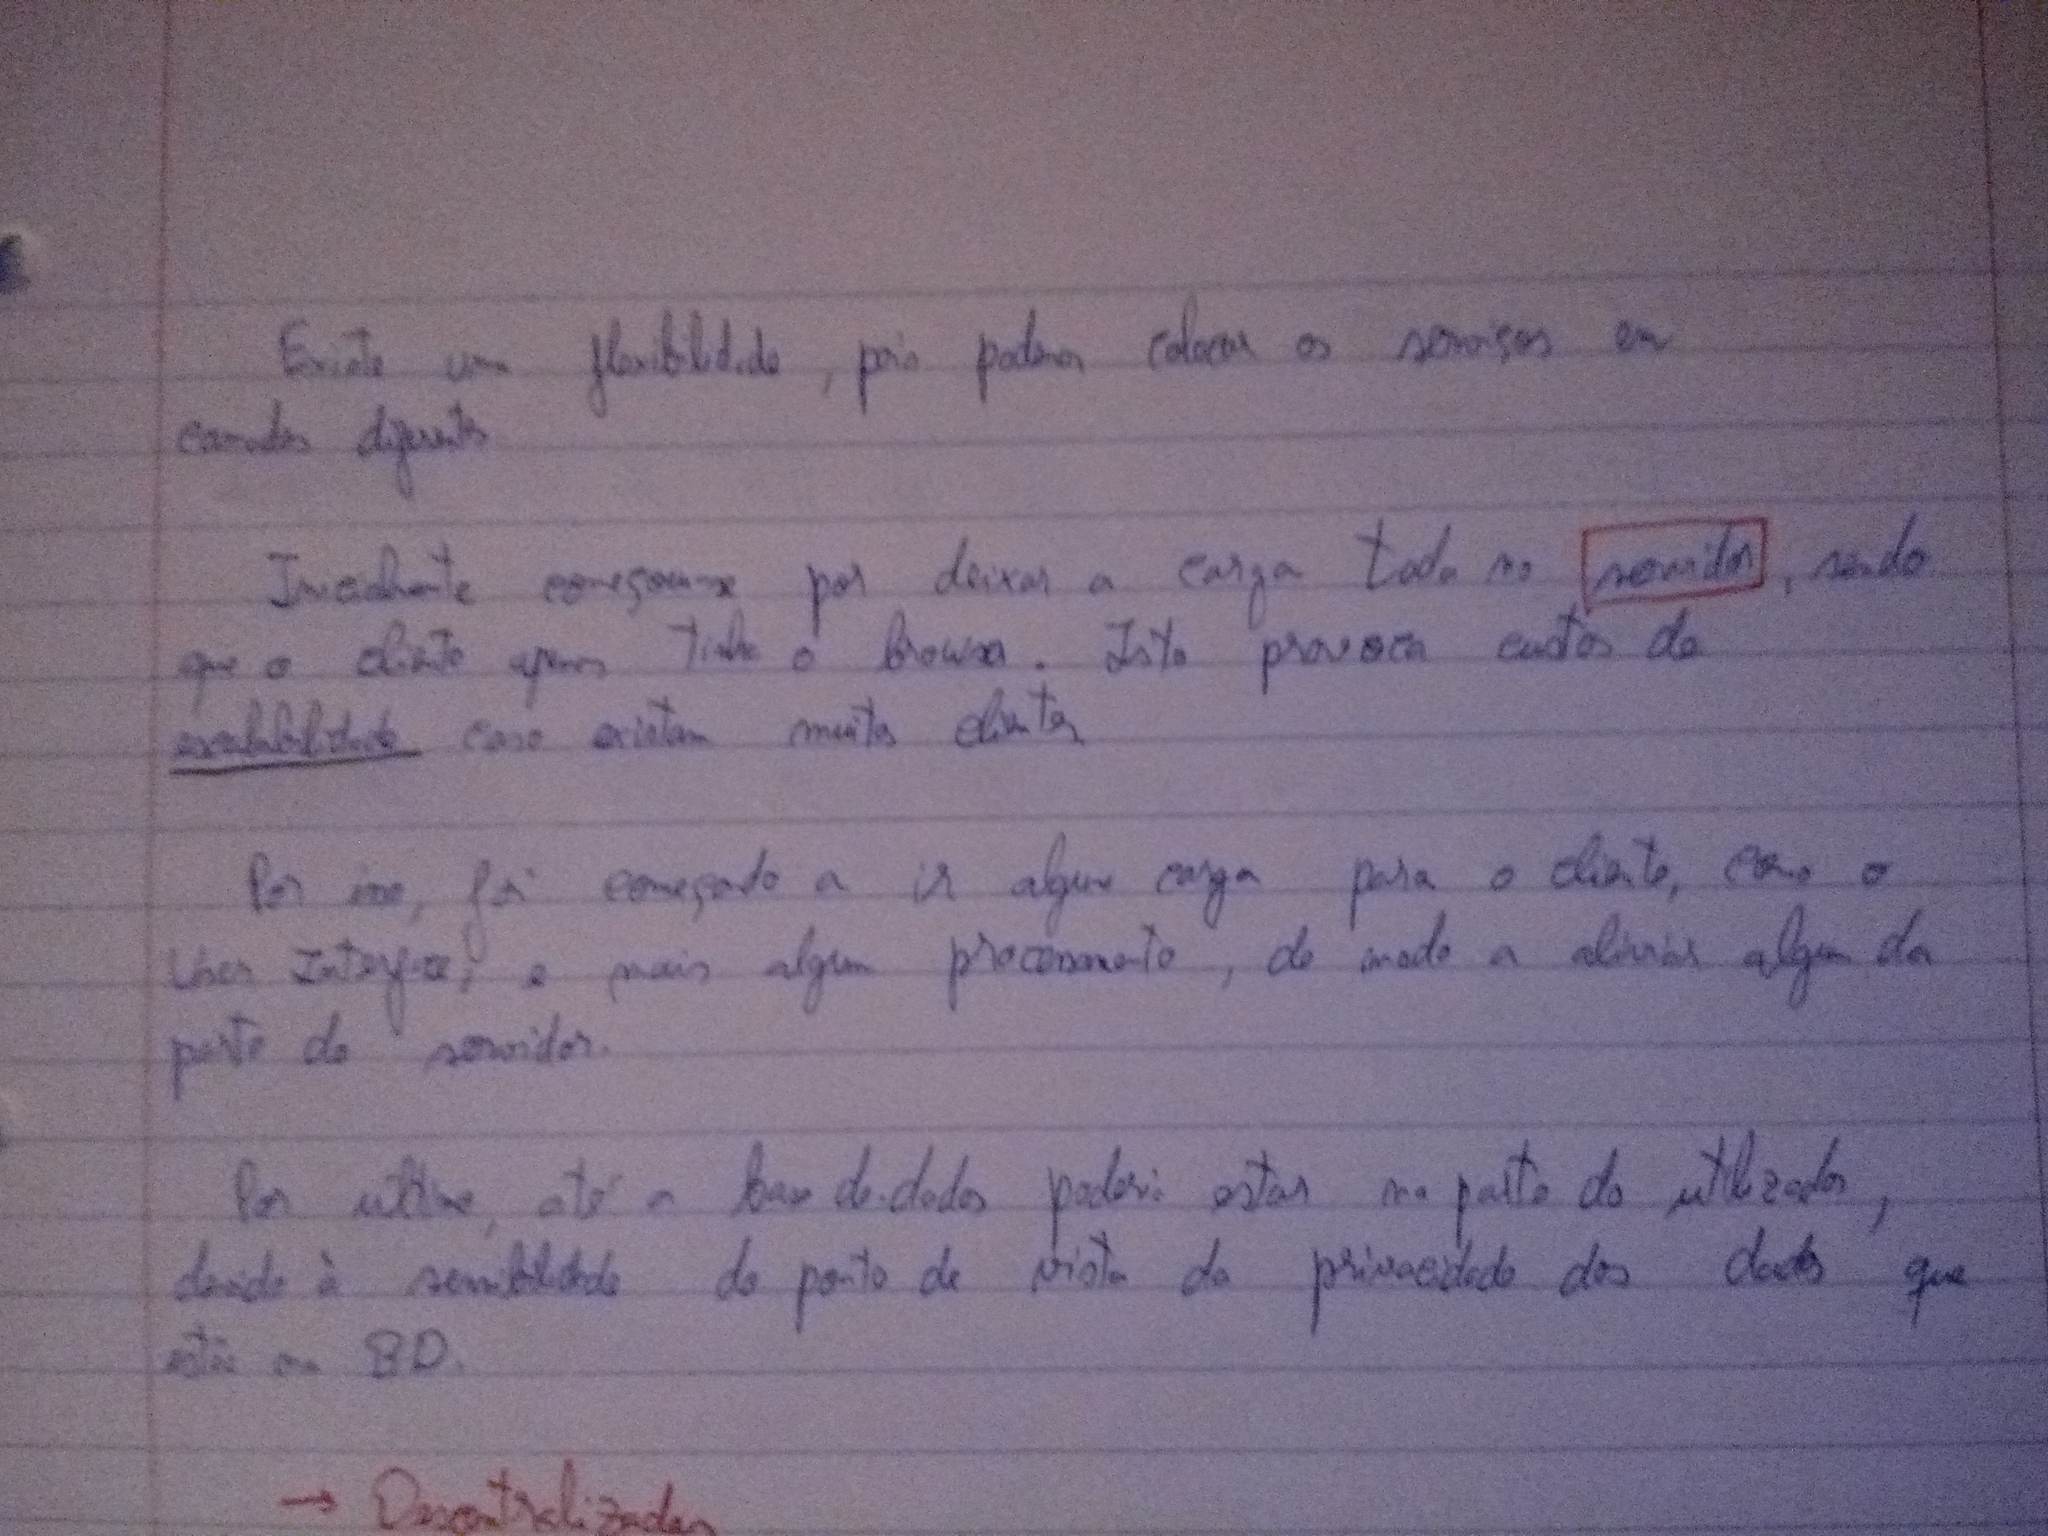 Existe uma flexibilidade, pois podemos colocar os serviços em
camadas diferentes
Inicialmente começou-se por deixar a carga toda no servidor, sendo
que o cliente apenas tinha o browser. Isto provoca custos de
escalabilidade caso existam muitos clientes
Por isso, foi começado a ir alguma carga para o cliente, como o
User Interface, e mais algum processamento, de modo a aliviar alguma da
parte do servidor.
Por ultimo, até a base de dados poderia estar na parte do utilizador,
devido à sensibilidade do ponto de vista da privacidade dos dados que
estão na BD.
→ Descentralizadas